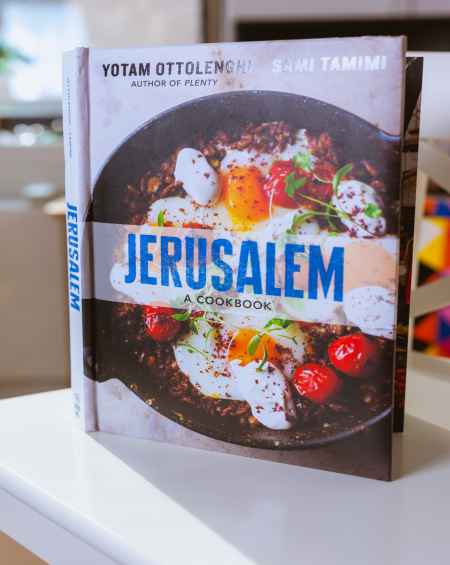 YOTAM OTTOLENGHI SAMI TAMIMI
AUTHOR OF PLENTY
JERUSALEM
A COOKBOOK
JERUSALEM